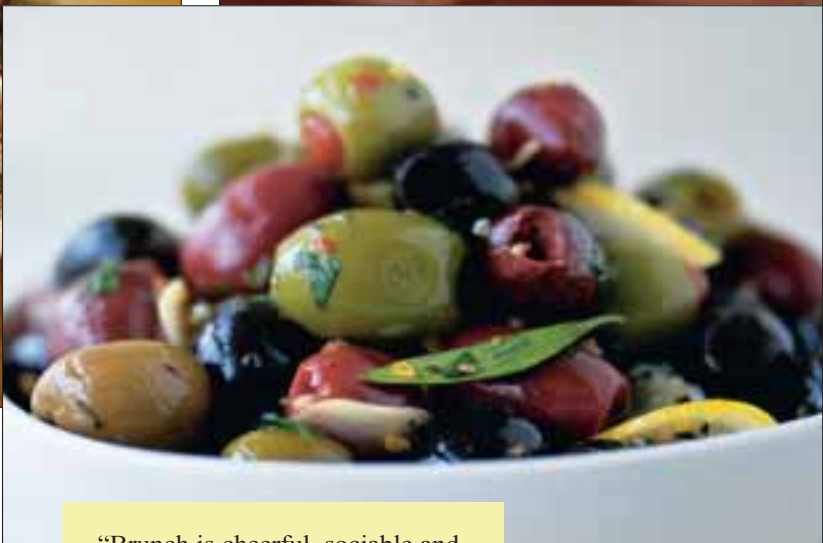 “Brunch is cheerful, sociable and